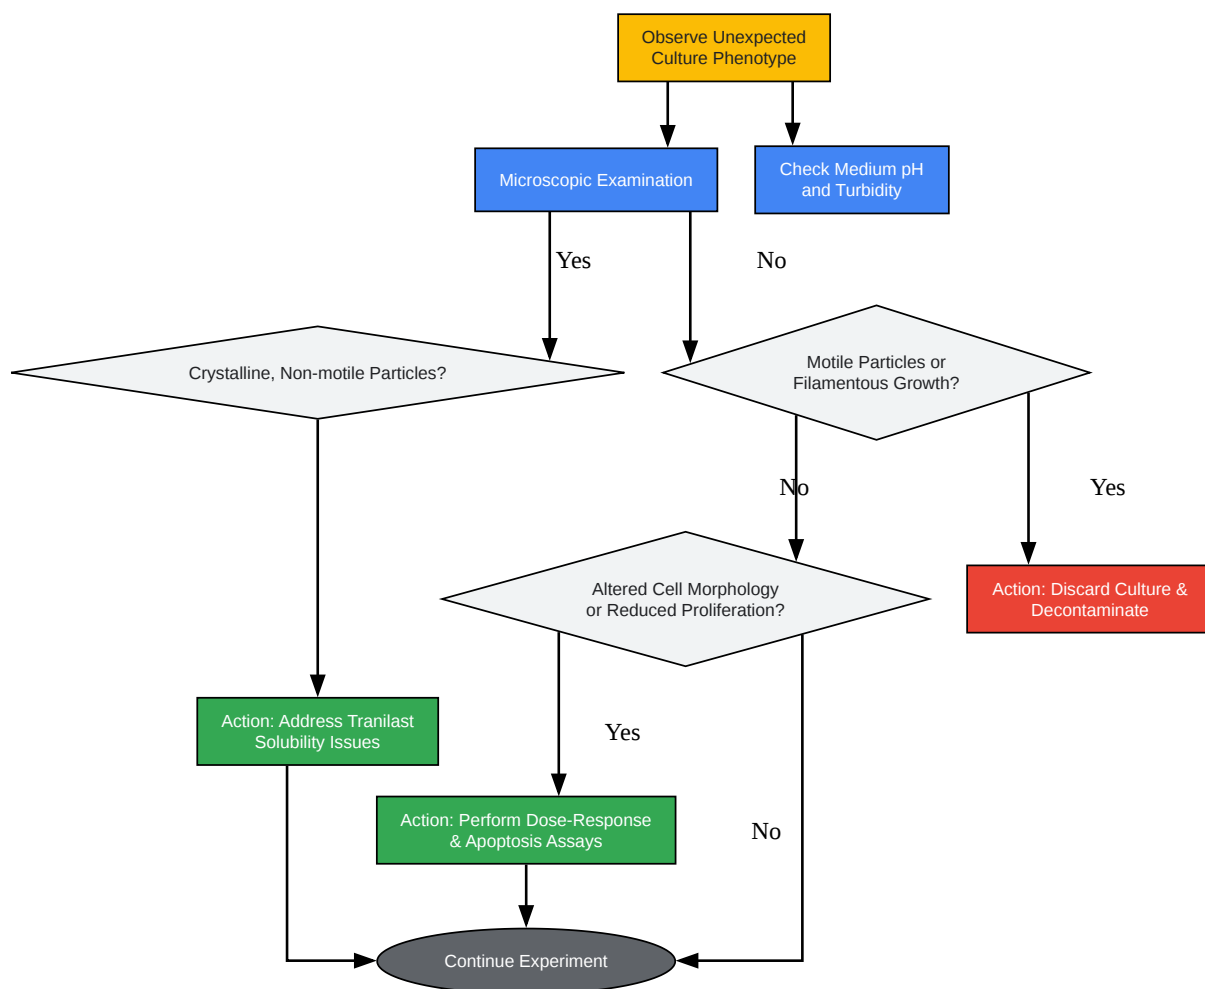 Observe Unexpected
Culture Phenotype
Microscopic Examination
Check Medium pH
and Turbidity
Yes
No
Crystalline, Non-motile Particles?
Motile Particles or
Filamentous Growth?
No
Yes
Altered Cell Morphology
or Reduced Proliferation?
Action: Discard Culture &
Decontaminate
Action: Address Tranilast
Solubility Issues
Yes
Action: Perform Dose-Response
& Apoptosis Assays
No
Continue Experiment